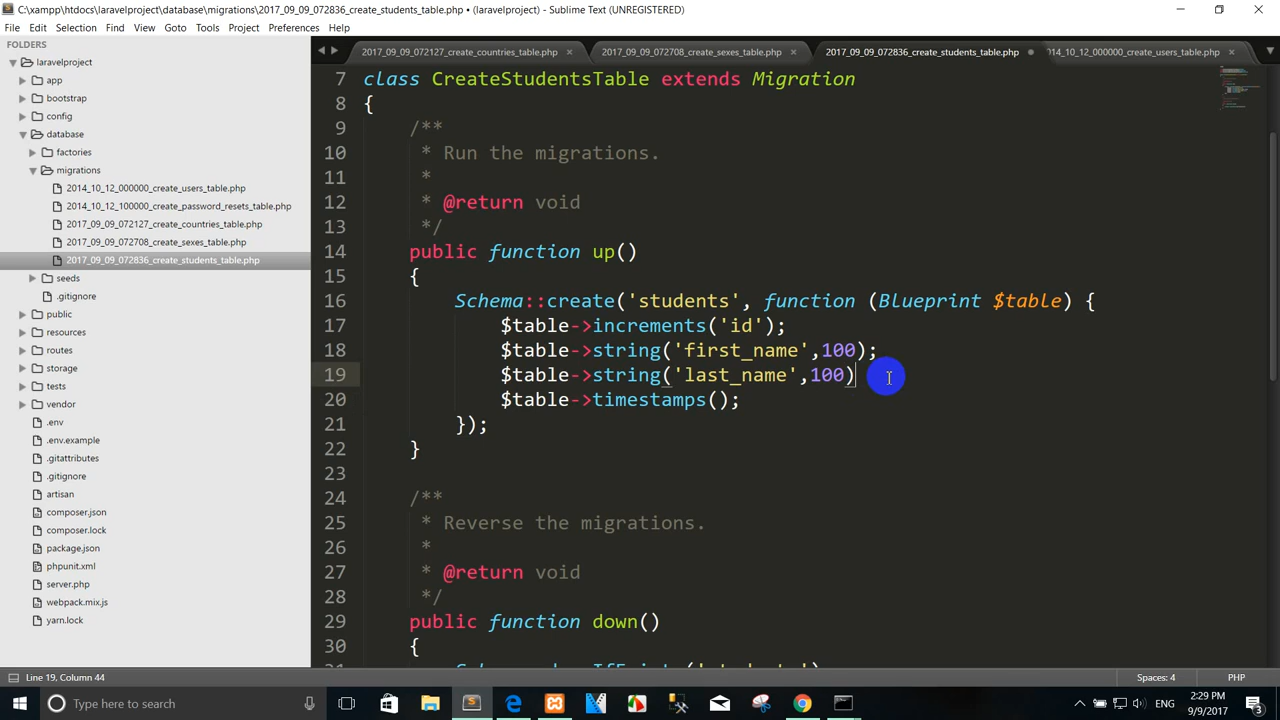 C:\xampp\htdocs\laravelproject\database\migrations\2017_09_09_072836_create_students_table.php • (laravelproject) - Sublime Text (UNREGISTERED)
File Edit Selection Find View Goto Tools Project Preferences Help
FOLDERS
laravelproject
app
bootstrap
config
database
factories
migrations
2014_10_12_000000_create_users_table.php
2014_10_12_100000_create_password_resets_table.php
2017_09_09_072127_create_countries_table.php
2017_09_09_072708_create_sexes_table.php
2017_09_09_072836_create_students_table.php
seeds
.gitignore
public
resources
routes
storage
tests
vendor
.env
.env.example
.gitattributes
.gitignore
artisan
composer.json
composer.lock
package.json
phpunit.xml
server.php
webpack.mix.js
yarn.lock
2017_09_09_072127_create_countries_table.php 2017_09_09_072708_create_sexes_table.php 2017_09_09_072836_create_students_table.php 014_10_12_000000_create_users_table.php
7 class CreateStudentsTable extends Migration
8 {
9 /**
10 * Run the migrations.
11 *
12 * @return void
13 */
14 public function up()
15 {
16 Schema::create('students', function (Blueprint $table) {
17 $table->increments('id');
18 $table->string('first_name',100);
19 $table->string('last_name',100)
20 $table->timestamps();
21 });
22 }
23
24 /**
25 * Reverse the migrations.
26 *
27 * @return void
28 */
29 public function down()
30 {
Line 19, Column 44 Spaces: 4 PHP
Type here to search
ENG
2:29 PM
9/9/2017
3